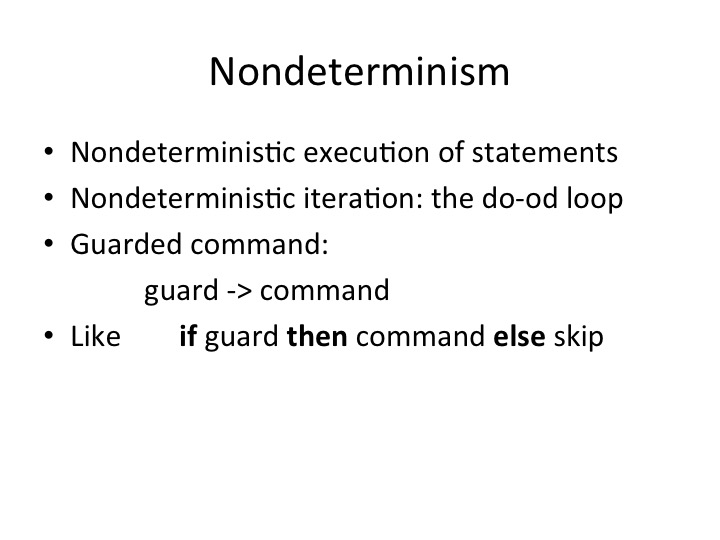 Nondeterminism
• Nondeterministic execution of statements
• Nondeterministic iteration: the do-od loop
• Guarded command:
guard -> command
• Like if guard then command else skip